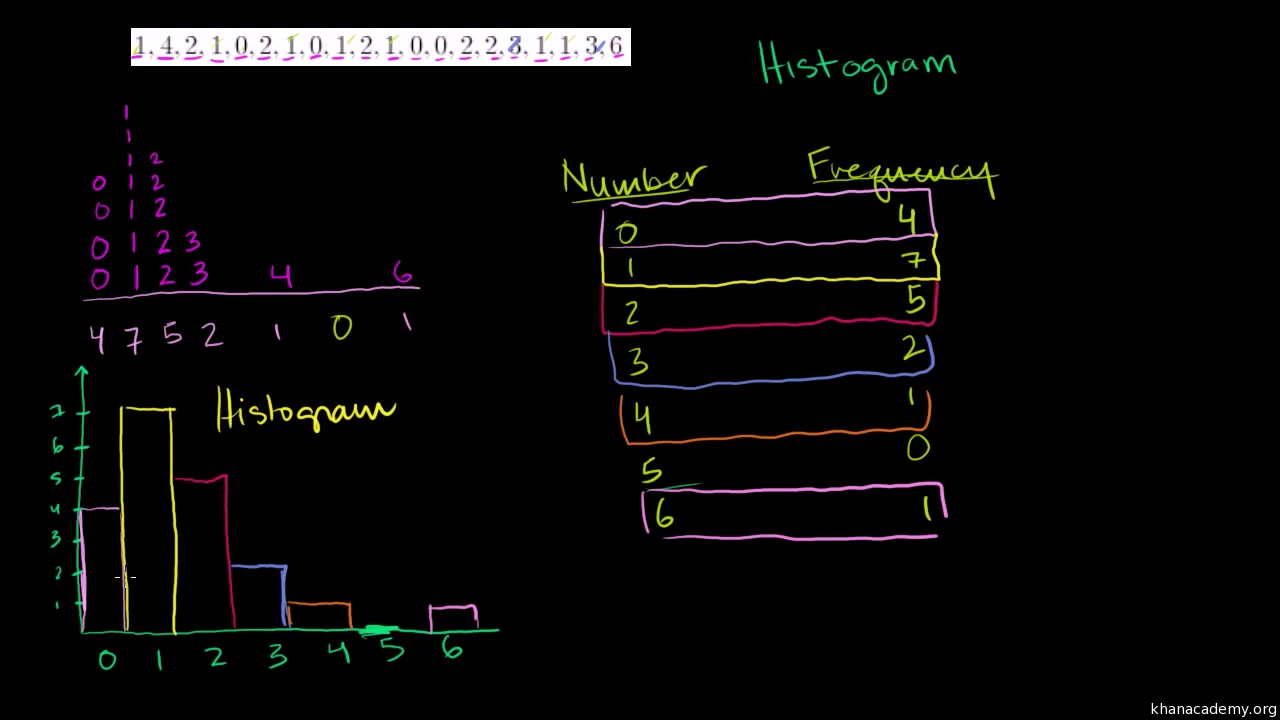 1, 4, 2, 1, 0, 2, 1, 0, 1, 2, 1, 0, 0, 2, 2, 3, 1, 1, 3, 6
Histogram
1
1
1 2
0 1 2
0 1 2
0 1 2 3
0 1 2 3 4 6
4 7 5 2 1 0 1
Number Frequency
0 4
1 7
2 5
3 2
4 1
5 0
6 1
Histogram
7
6
5
4
3
2
1
0 1 2 3 4 5 6
khanacademy.org